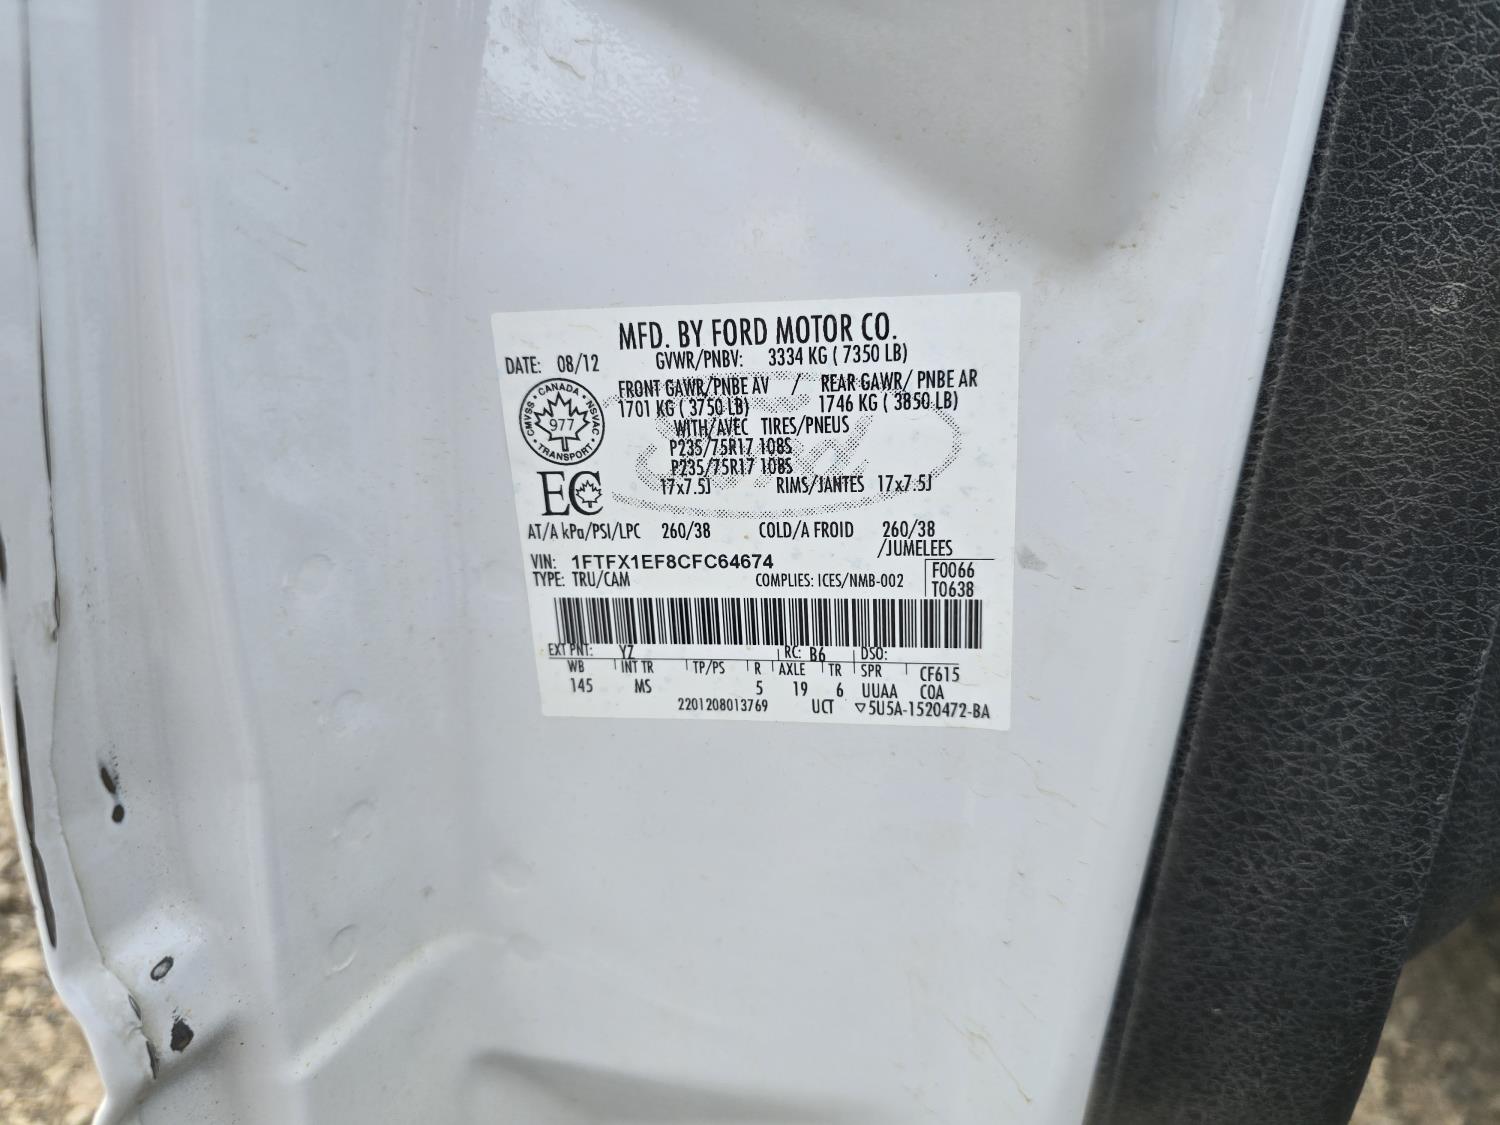 MFD. BY FORD MOTOR CO.
DATE: 08/12
GVWR/PNBV: 3334 KG ( 7350 LB)
FRONT GAWR/PNBE AV / REAR GAWR/ PNBE AR
1701 KG ( 3750 LB) 1746 KG ( 3850 LB)
WITH/AVEC TIRES/PNEUS
P235/75R17 108S
P235/75R17 108S
17x7.5J RIMS/JANTES 17x7.5J
CANADA
CMVSS 977 NSVAC
TRANSPORT
EC
Ford
AT/A kPa/PSI/LPC 260/38 COLD/A FROID 260/38
/JUMELEES
VIN: 1FTFX1EF8CFC64674
F0066
TYPE: TRU/CAM COMPLIES: ICES/NMB-002
T0638
EXT PNT: YZ RC: B6 DSO:
WB INT TR TP/PS R AXLE TR SPR CF615
145 MS 5 19 6 UUAA COA
2201208013769 UCT ▽5U5A-1520472-BA